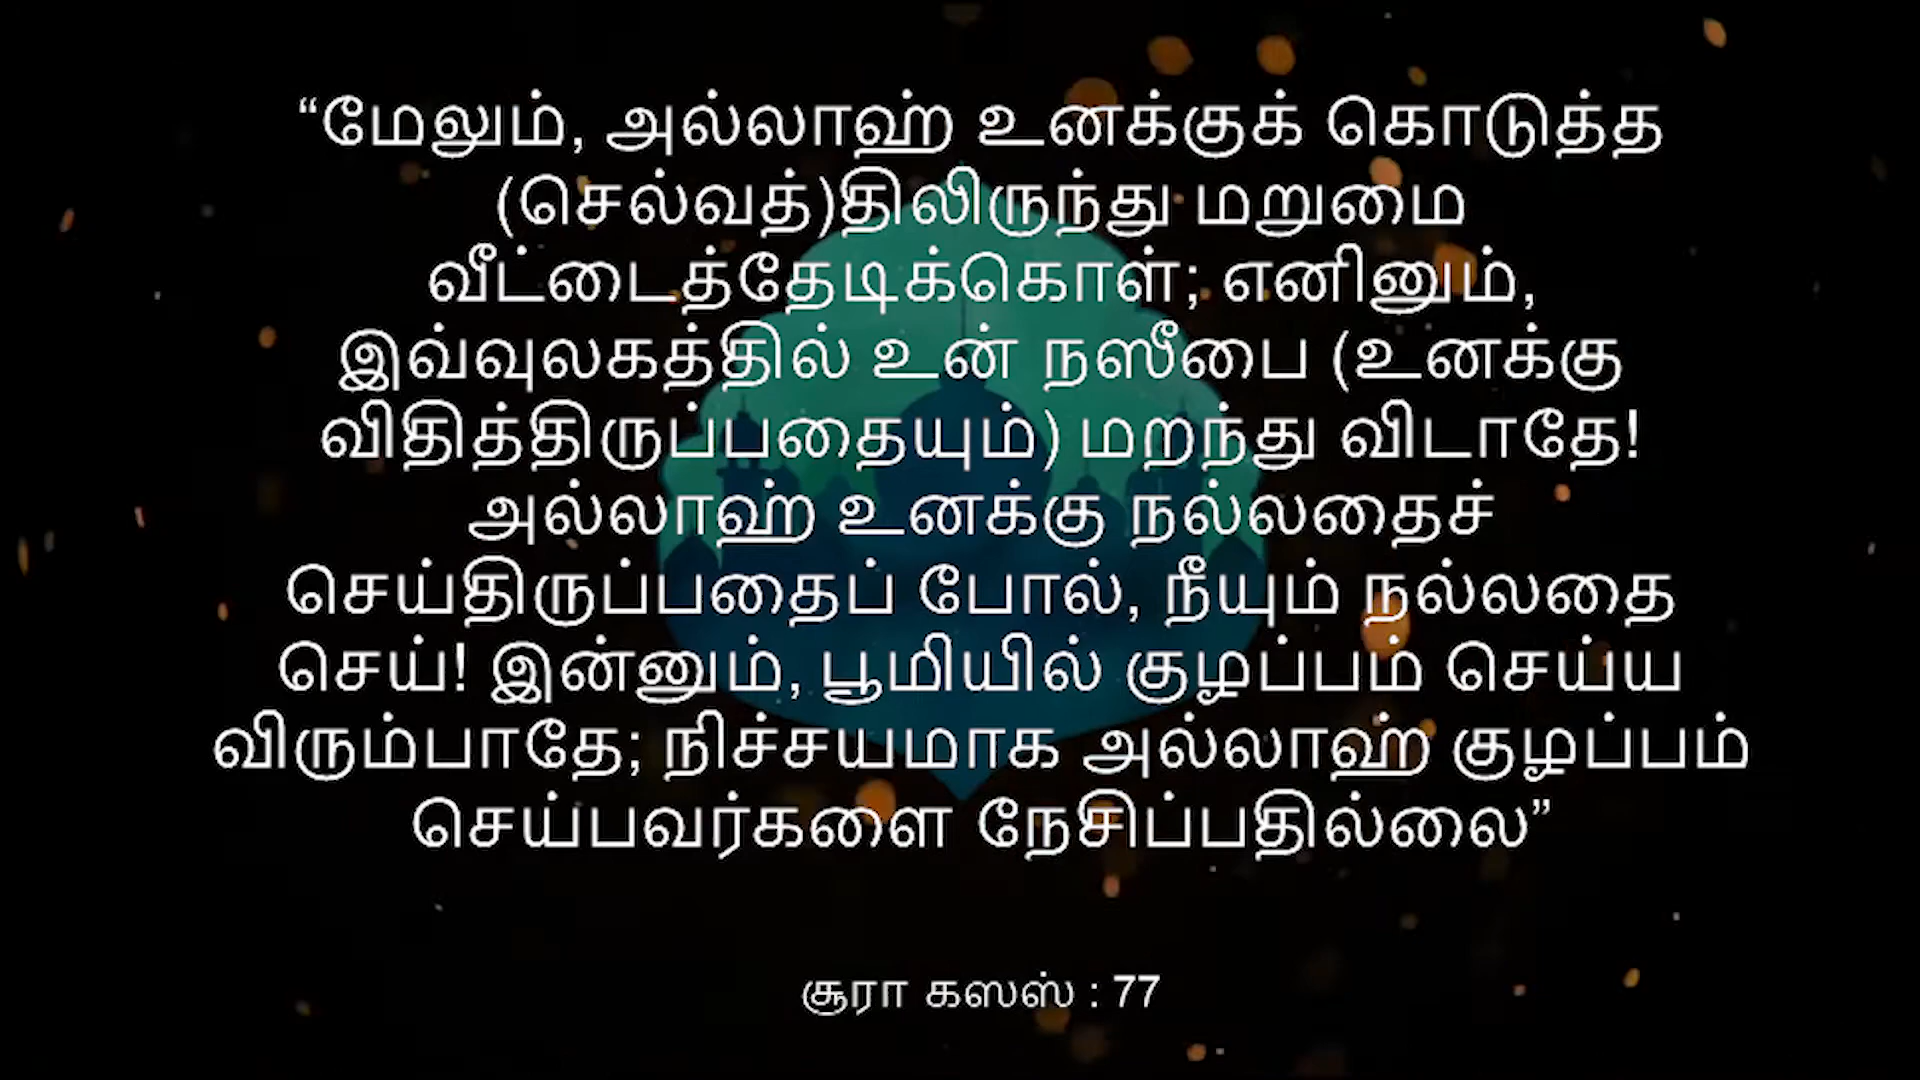 “மேலும், அல்லாஹ் உனக்குக் கொடுத்த
(செல்வத்)திலிருந்து மறுமை
வீட்டைத்தேடிக்கொள்; எனினும்,
இவ்வுலகத்தில் உன் நஸீபை (உனக்கு
விதித்திருப்பதையும்) மறந்து விடாதே!
அல்லாஹ் உனக்கு நல்லதைச்
செய்திருப்பதைப் போல், நீயும் நல்லதை
செய்! இன்னும், பூமியில் குழப்பம் செய்ய
விரும்பாதே; நிச்சயமாக அல்லாஹ் குழப்பம்
செய்பவர்களை நேசிப்பதில்லை”
சூரா கஸஸ் : 77